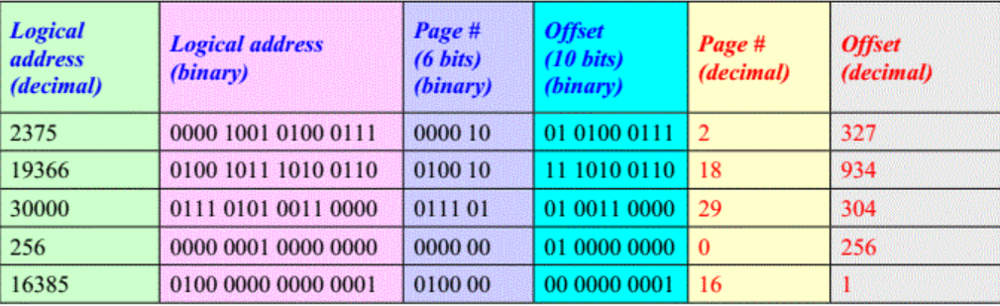 Logical address (decimal) | Logical address (binary) | Page # (6 bits) (binary) | Offset (10 bits) (binary) | Page # (decimal) | Offset (decimal)
2375 | 0000 1001 0100 0111 | 0000 10 | 01 0100 0111 | 2 | 327
19366 | 0100 1011 1010 0110 | 0100 10 | 11 1010 0110 | 18 | 934
30000 | 0111 0101 0011 0000 | 0111 01 | 01 0011 0000 | 29 | 304
256 | 0000 0001 0000 0000 | 0000 00 | 01 0000 0000 | 0 | 256
16385 | 0100 0000 0000 0001 | 0100 00 | 00 0000 0001 | 16 | 1